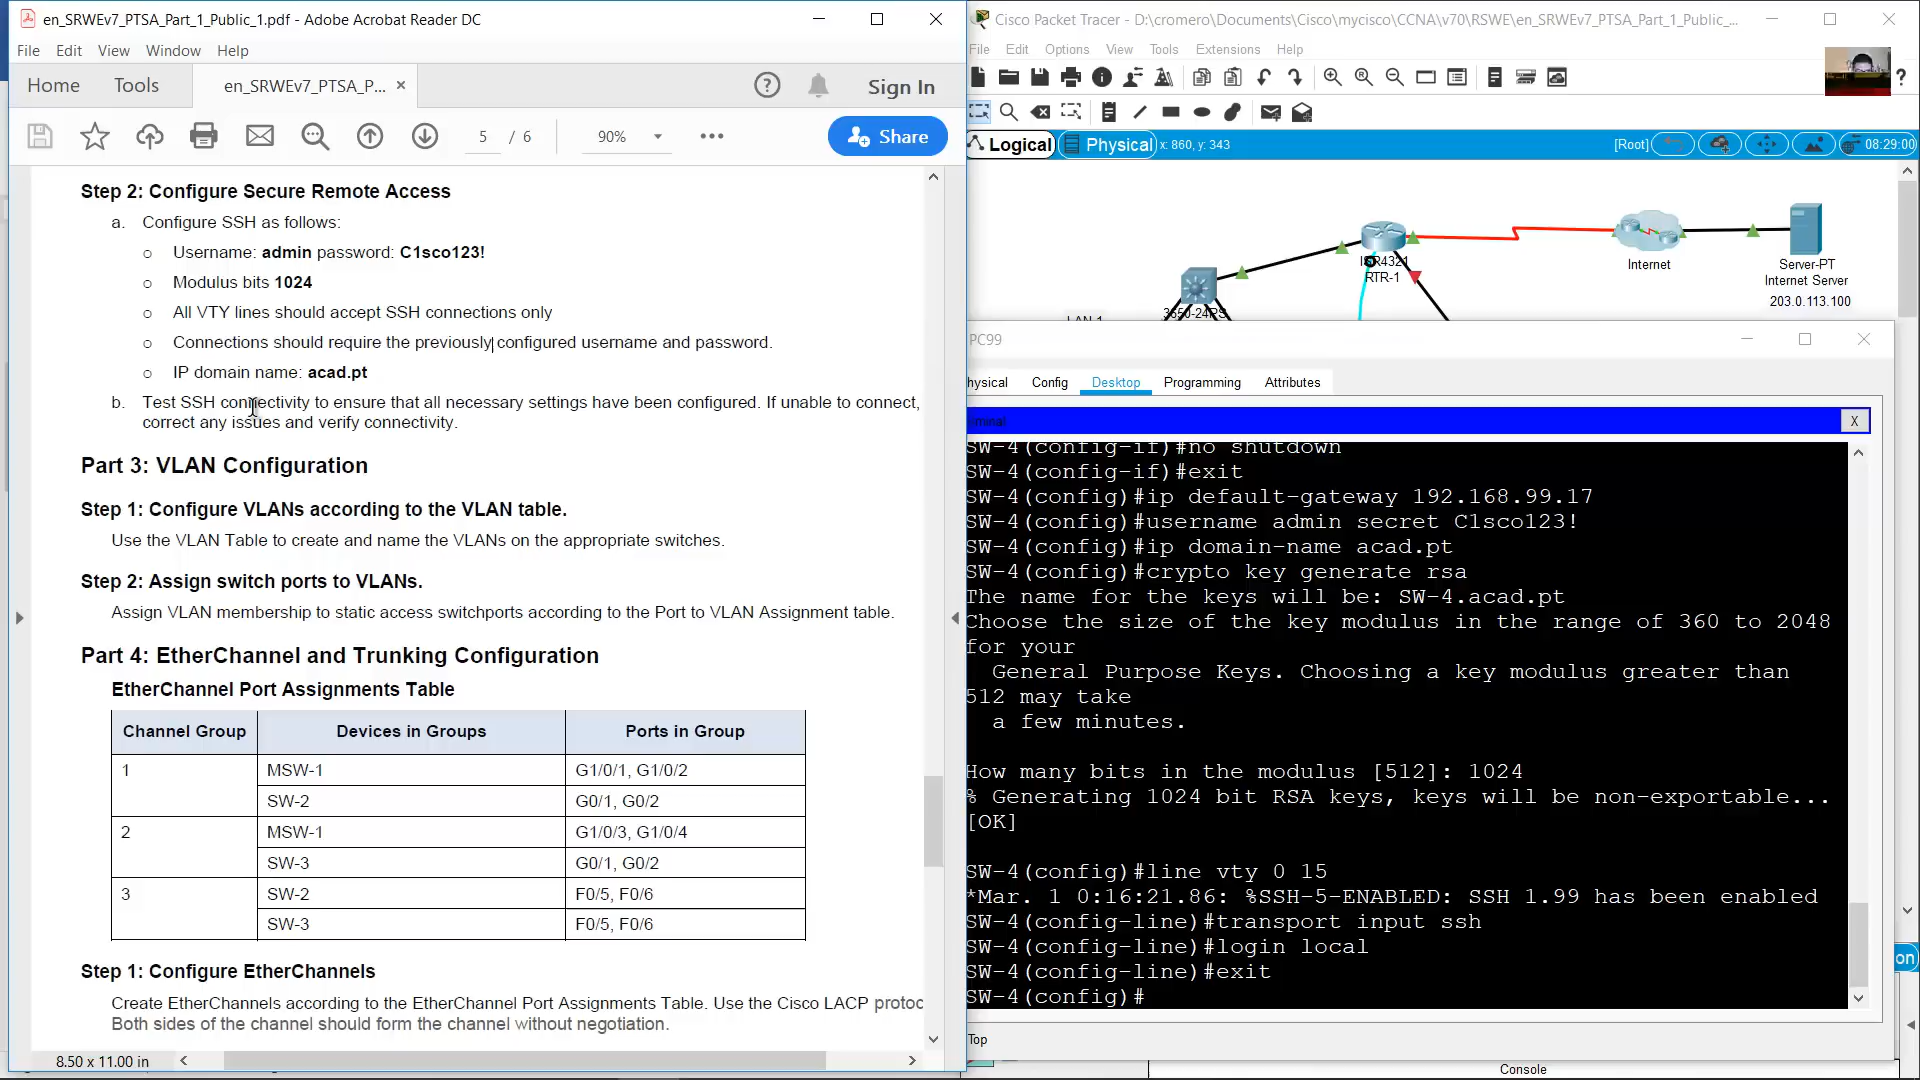 en_SRWEv7_PTSA_Part_1_Public_1.pdf - Adobe Acrobat Reader DC
File Edit View Window Help
Home Tools en_SRWEv7_PTSA_P... × Sign In
5 / 6 90% Share
Step 2: Configure Secure Remote Access
a. Configure SSH as follows:
o Username: admin password: C1sco123!
o Modulus bits 1024
o All VTY lines should accept SSH connections only
o Connections should require the previously configured username and password.
o IP domain name: acad.pt
b. Test SSH connectivity to ensure that all necessary settings have been configured. If unable to connect,
correct any issues and verify connectivity.
Part 3: VLAN Configuration
Step 1: Configure VLANs according to the VLAN table.
Use the VLAN Table to create and name the VLANs on the appropriate switches.
Step 2: Assign switch ports to VLANs.
Assign VLAN membership to static access switchports according to the Port to VLAN Assignment table.
Part 4: EtherChannel and Trunking Configuration
EtherChannel Port Assignments Table
Channel Group Devices in Groups Ports in Group
1 MSW-1 G1/0/1, G1/0/2
SW-2 G0/1, G0/2
2 MSW-1 G1/0/3, G1/0/4
SW-3 G0/1, G0/2
3 SW-2 F0/5, F0/6
SW-3 F0/5, F0/6
Step 1: Configure EtherChannels
Create EtherChannels according to the EtherChannel Port Assignments Table. Use the Cisco LACP protoc
Both sides of the channel should form the channel without negotiation.
8.50 x 11.00 in
Cisco Packet Tracer - D:\cromero\Documents\Cisco\mycisco\CCNA\v70\RSWE\en_SRWEv7_PTSA_Part_1_Public_...
File Edit Options View Tools Extensions Help
Logical Physical x: 860, y: 343 [Root] 08:29:00
ISR4321
RTR-1
Internet
Server-PT
Internet Server
203.0.113.100
3650-24PS
LAN 1
PC99
hysical Config Desktop Programming Attributes
minal X
SW-4(config-if)#no shutdown
SW-4(config-if)#exit
SW-4(config)#ip default-gateway 192.168.99.17
SW-4(config)#username admin secret C1sco123!
SW-4(config)#ip domain-name acad.pt
SW-4(config)#crypto key generate rsa
The name for the keys will be: SW-4.acad.pt
Choose the size of the key modulus in the range of 360 to 2048
for your
General Purpose Keys. Choosing a key modulus greater than
512 may take
a few minutes.
How many bits in the modulus [512]: 1024
% Generating 1024 bit RSA keys, keys will be non-exportable...
[OK]
SW-4(config)#line vty 0 15
*Mar. 1 0:16:21.86: %SSH-5-ENABLED: SSH 1.99 has been enabled
SW-4(config-line)#transport input ssh
SW-4(config-line)#login local
SW-4(config-line)#exit
SW-4(config)#
Top
on
Console